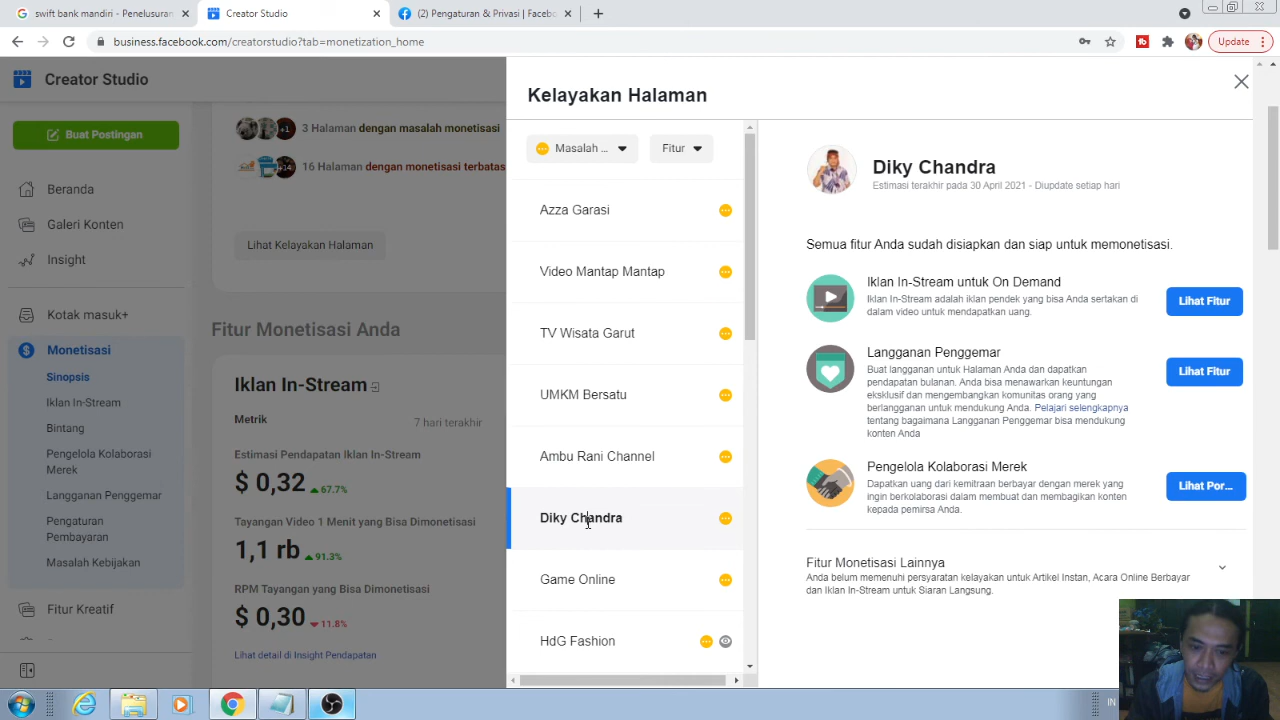 swift bank mandiri - Penelusuran
Creator Studio
(2) Pengaturan & Privasi | Faceb
business.facebook.com/creatorstudio?tab=monetization_home
Update
Creator Studio
Buat Postingan
Beranda
Galeri Konten
Insight
Kotak masuk+
Monetisasi
Sinopsis
Iklan In-Stream
Bintang
Pengelola Kolaborasi
Merek
Langganan Penggemar
Pengaturan
Pembayaran
Masalah Kebijakan
Fitur Kreatif
+1
3 Halaman dengan masalah monetisasi
16 Halaman dengan monetisasi terbatas
Lihat Kelayakan Halaman
Fitur Monetisasi Anda
Iklan In-Stream
Metrik
7 hari terakhir
Estimasi Pendapatan Iklan In-Stream
$ 0,32
67.7%
Tayangan Video 1 Menit yang Bisa Dimonetisasi
1,1 rb
91.3%
RPM Tayangan yang Bisa Dimonetisasi
$ 0,30
11.8%
Lihat detail di Insight Pendapatan
Kelayakan Halaman
Masalah ...
Fitur
Azza Garasi
Video Mantap Mantap
TV Wisata Garut
UMKM Bersatu
Ambu Rani Channel
Diky Chandra
Game Online
HdG Fashion
Diky Chandra
Estimasi terakhir pada 30 April 2021 - Diupdate setiap hari
Semua fitur Anda sudah disiapkan dan siap untuk memonetisasi.
Iklan In-Stream untuk On Demand
Iklan In-Stream adalah iklan pendek yang bisa Anda sertakan di
dalam video untuk mendapatkan uang.
Lihat Fitur
Langganan Penggemar
Buat langganan untuk Halaman Anda dan dapatkan
pendapatan bulanan. Anda bisa menawarkan keuntungan
eksklusif dan mengembangkan komunitas orang yang
berlangganan untuk mendukung Anda. Pelajari selengkapnya
tentang bagaimana Langganan Penggemar bisa mendukung
konten Anda
Lihat Fitur
Pengelola Kolaborasi Merek
Dapatkan uang dari kemitraan berbayar dengan merek yang
ingin berkolaborasi dalam membuat dan membagikan konten
kepada pemirsa Anda.
Lihat Por...
Fitur Monetisasi Lainnya
Anda belum memenuhi persyaratan kelayakan untuk Artikel Instan, Acara Online Berbayar
dan Iklan In-Stream untuk Siaran Langsung.
IN